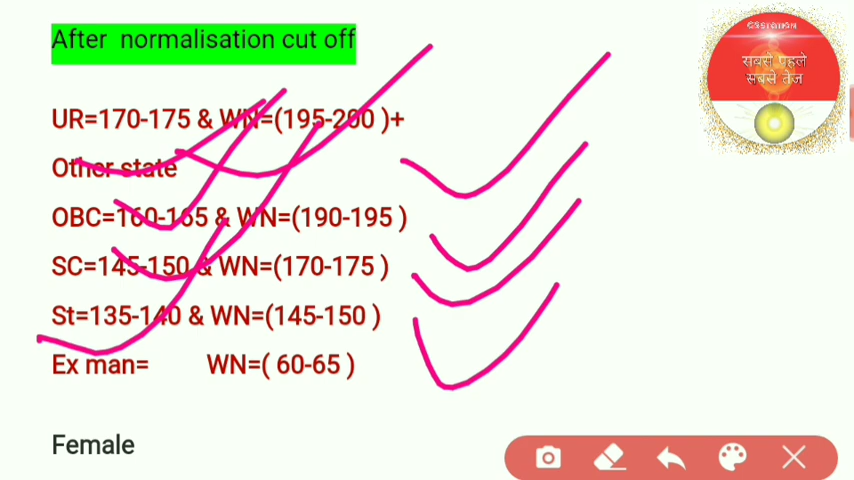 After normalisation cut off
UR=170-175 & WN=(195-200 )+
Other state
OBC=160-165 & WN=(190-195 )
SC=145-150 & WN=(170-175 )
St=135-140 & WN=(145-150 )
Ex man= WN=( 60-65 )
Female
सबसे पहले
सबसे तेज